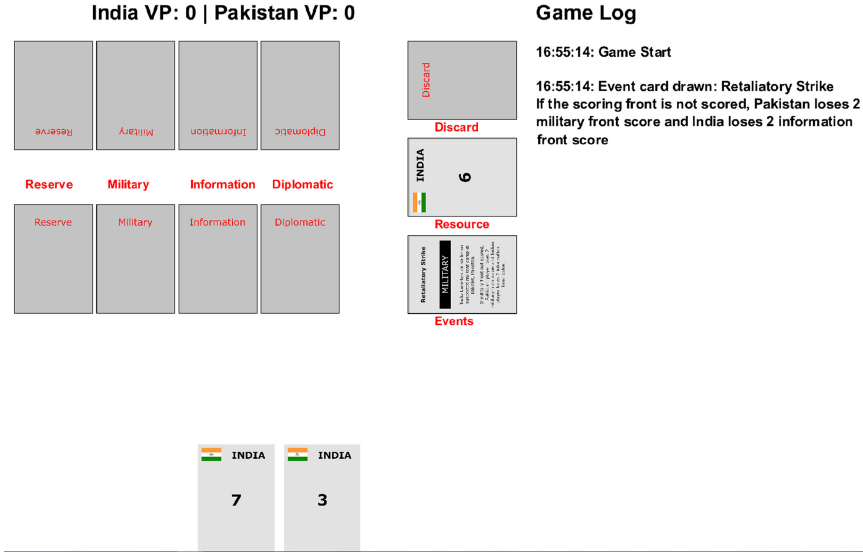 India VP: 0 | Pakistan VP: 0
Game Log
16:55:14: Game Start
16:55:14: Event card drawn: Retaliatory Strike
If the scoring front is not scored, Pakistan loses 2
military front score and India loses 2 information
front score
Reserve
Military
Information
Diplomatic
Discard
Discard
Reserve
Military
Information
Diplomatic
INDIA
6
Resource
Reserve
Military
Information
Diplomatic
Retaliatory Strike
MILITARY
Events
INDIA
7
INDIA
3